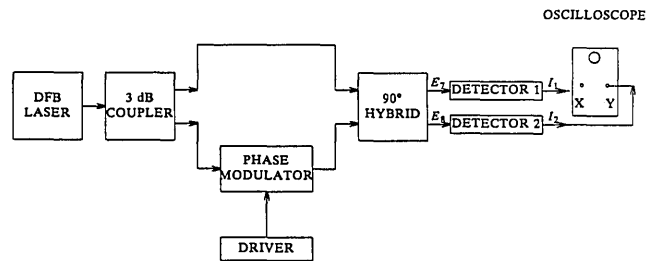 OSCILLOSCOPE
DFB
LASER
3 dB
COUPLER
90°
HYBRID
E7
DETECTOR 1
I1
X Y
E8
DETECTOR 2
I2
PHASE
MODULATOR
DRIVER